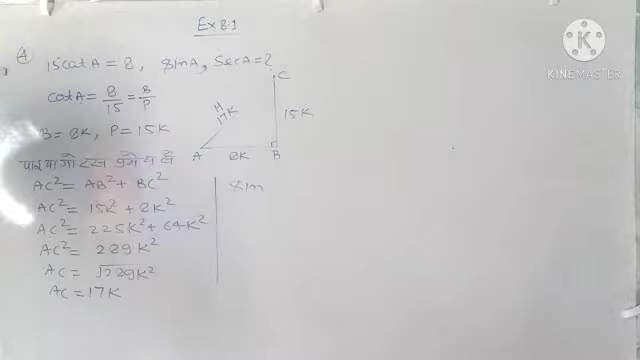 Ex 8.1
④ 15cotA = 8, SinA, SecA = ?
cotA = 8/15 = B/P
B = 8K, P = 15K
पाइथागोरस प्रमेय से
AC² = AB² + BC²
AC² = 15K² + 8K²
AC² = 225K² + 64K²
AC² = 289K²
AC = √289K²
AC = 17K
C
H
17K
15K
A
8K
B
Sin
K
KINEMASTER